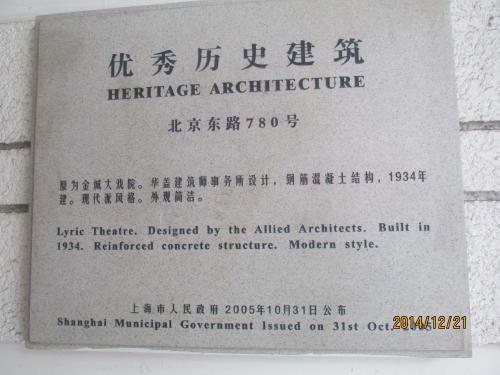 优秀历史建筑
HERITAGE ARCHITECTURE
北京东路780号
原为金城大戏院。华盖建筑师事务所设计，钢筋混凝土结构，1934年
建。现代派风格。外观简洁。
Lyric Theatre. Designed by the Allied Architects. Built in
1934. Reinforced concrete structure. Modern style.
上海市人民政府 2005年10月31日公布
Shanghai Municipal Government Issued on 31st Oct. 2005
2014/12/21